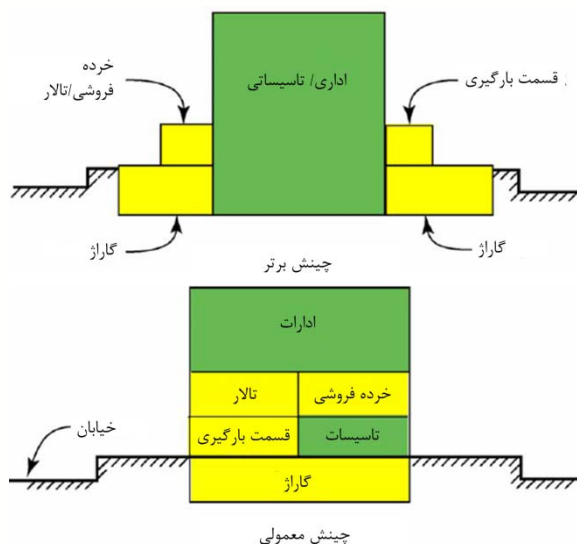 خرده
فروشی/تالار
اداری/ تاسیساتی
قسمت بارگیری
گاراژ
گاراژ
چینش برتر
ادارات
خرده فروشی
تالار
تاسیسات
قسمت بارگیری
خیابان
گاراژ
چینش معمولی